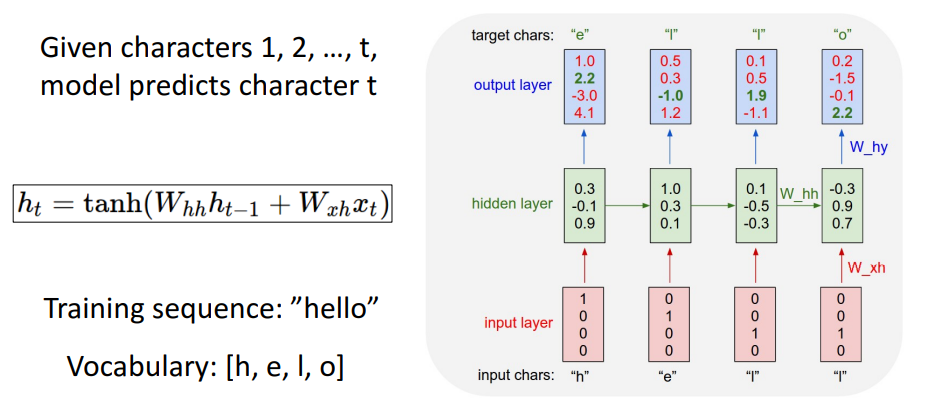 Given characters 1, 2, …, t,
model predicts character t
h_t = tanh(W_{hh}h_{t-1} + W_{xh}x_t)
Training sequence: ”hello”
Vocabulary: [h, e, l, o]
target chars: “e” “l” “l” “o”
output layer
1.0 0.5 0.1 0.2
2.2 0.3 0.5 -1.5
-3.0 -1.0 1.9 -0.1
4.1 1.2 -1.1 2.2
W_hy
hidden layer
0.3 1.0 0.1 -0.3
-0.1 0.3 -0.5 0.9
0.9 0.1 -0.3 0.7
W_hh
W_xh
input layer
1 0 0 0
0 1 0 0
0 0 1 1
0 0 0 0
input chars: “h” “e” “l” “l”